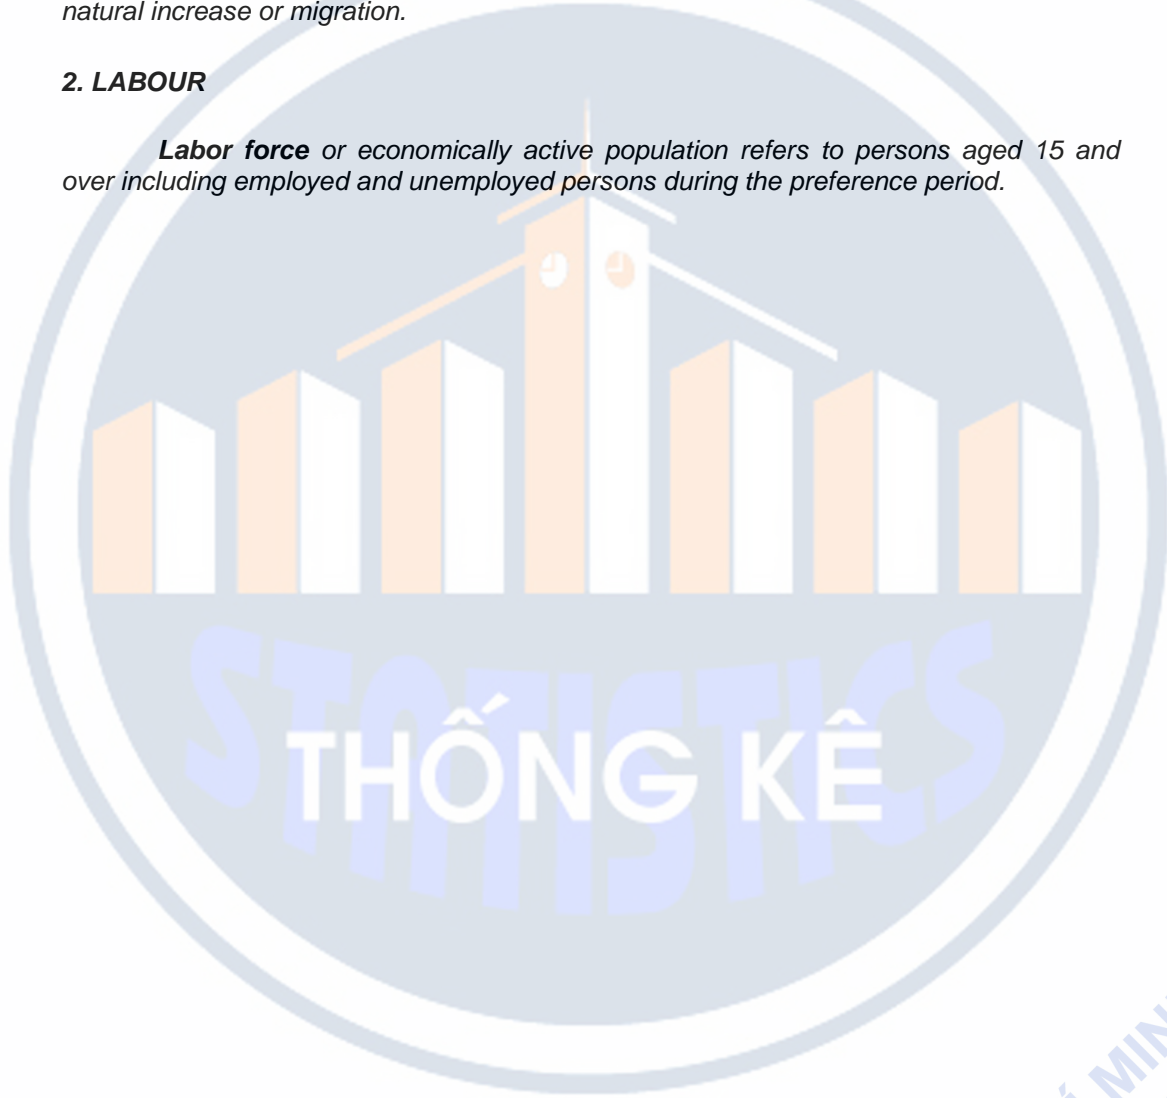 natural increase or migration.
2. LABOUR
Labor force or economically active population refers to persons aged 15 and
over including employed and unemployed persons during the preference period.
STATISTICS
THỐNG KÊ